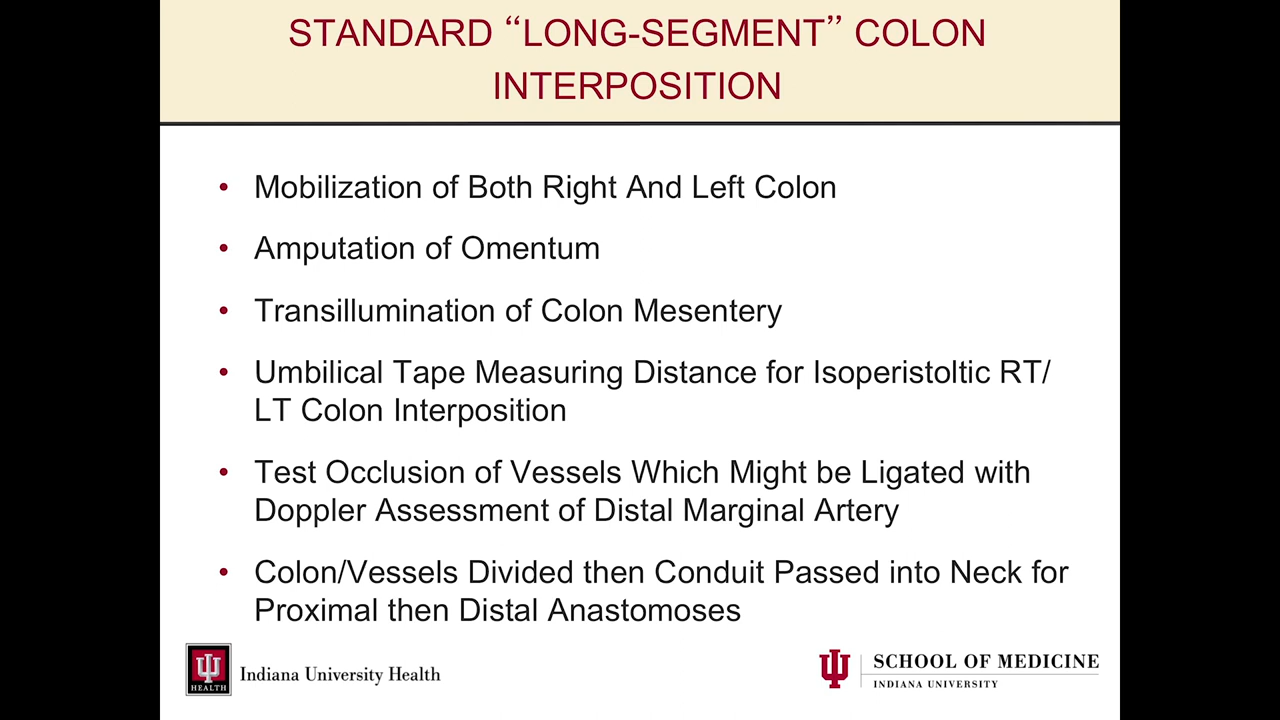 STANDARD “LONG-SEGMENT” COLON
INTERPOSITION
• Mobilization of Both Right And Left Colon
• Amputation of Omentum
• Transillumination of Colon Mesentery
• Umbilical Tape Measuring Distance for Isoperistoltic RT/
LT Colon Interposition
• Test Occlusion of Vessels Which Might be Ligated with
Doppler Assessment of Distal Marginal Artery
• Colon/Vessels Divided then Conduit Passed into Neck for
Proximal then Distal Anastomoses
HEALTH
Indiana University Health
SCHOOL OF MEDICINE
INDIANA UNIVERSITY